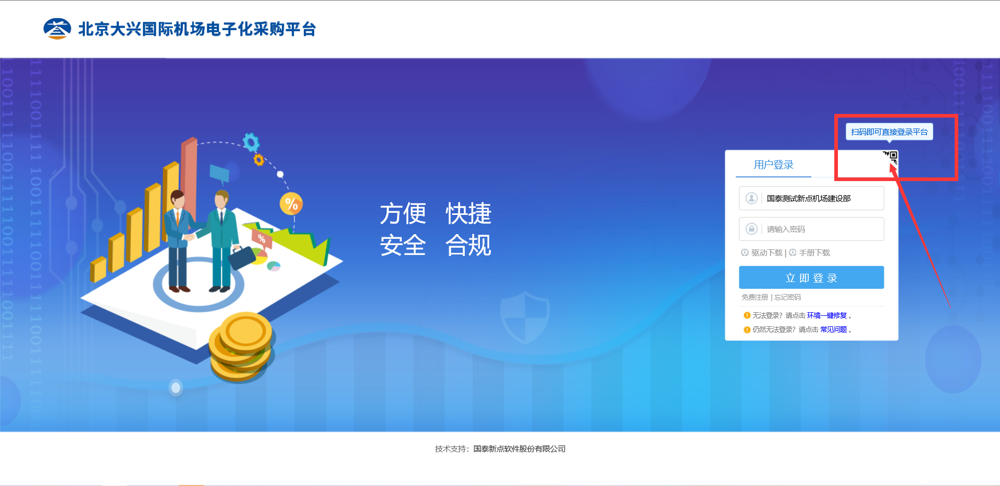 北京大兴国际机场电子化采购平台
扫码即可直接登录平台
用户登录
国泰测试新点机场建设部
请输入密码
驱动下载 | 手册下载
立即登录
免费注册 | 忘记密码
无法登录？请点击 环境一键修复 。
仍然无法登录？请点击 常见问题 。
方便 快捷
安全 合规
%
%
技术支持：国泰新点软件股份有限公司